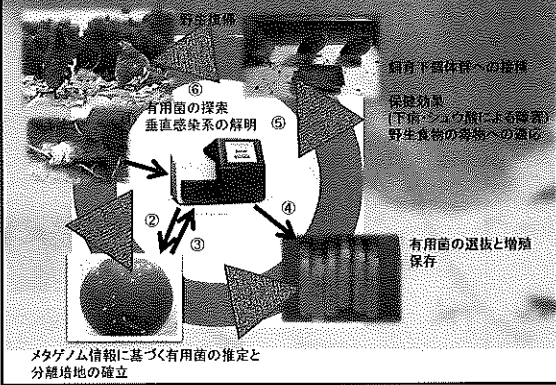 野生復帰
⑥
有用菌の探索
垂直感染系の解明
⑤
飼育下個体群への接種
保健効果
(下痢・シュウ酸による障害)
野生食物の毒物への適応
②
③
④
有用菌の選抜と増殖
保存
メタゲノム情報に基づく有用菌の推定と
分離培地の確立